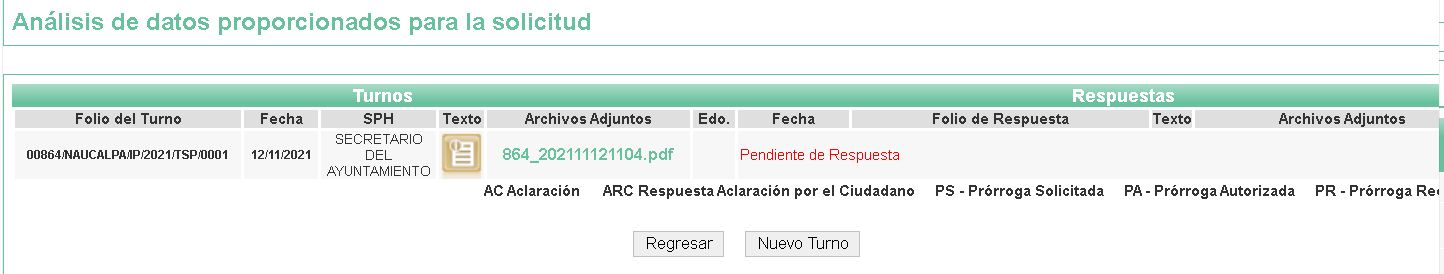 Análisis de datos proporcionados para la solicitud
Turnos Respuestas
Folio del Turno Fecha SPH Texto Archivos Adjuntos Edo. Fecha Folio de Respuesta Texto Archivos Adjuntos
00864/NAUCALPA/IP/2021/TSP/0001 12/11/2021 SECRETARIO DEL AYUNTAMIENTO 864_202111121104.pdf Pendiente de Respuesta
AC Aclaración ARC Respuesta Aclaración por el Ciudadano PS - Prórroga Solicitada PA - Prórroga Autorizada PR - Prórroga
Regresar Nuevo Turno